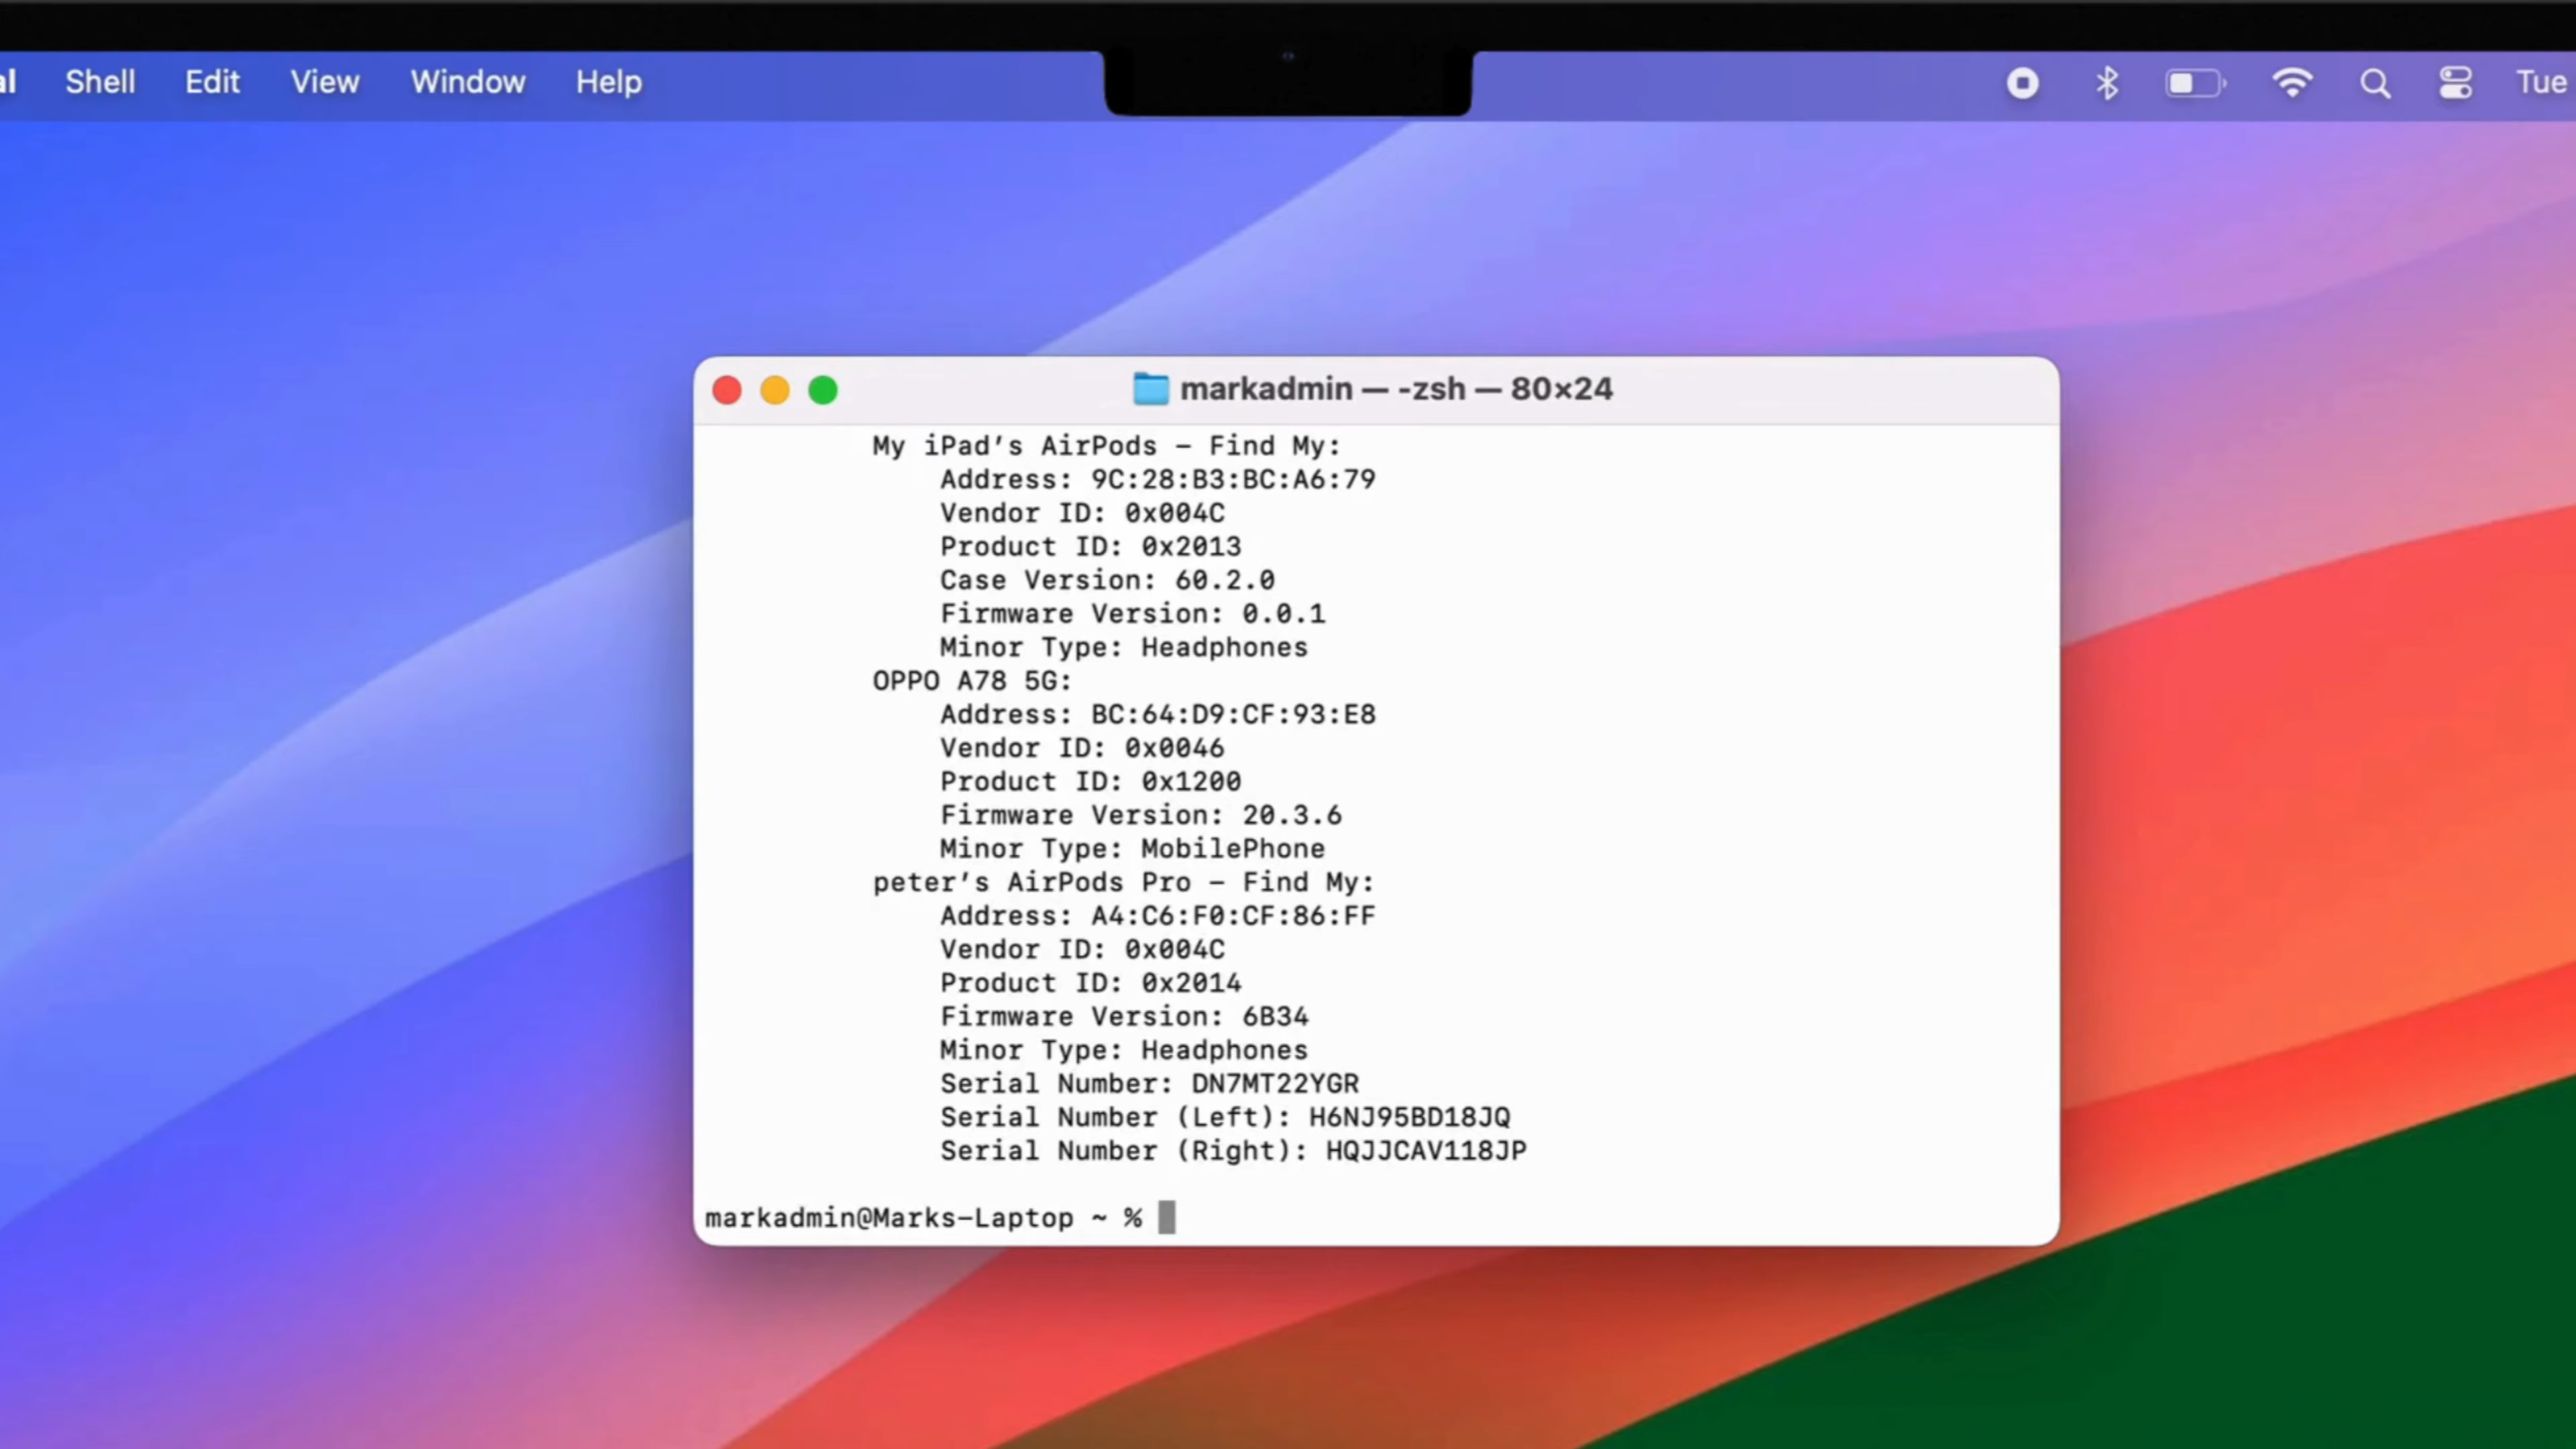 al Shell Edit View Window Help Tue
markadmin — -zsh — 80×24
My iPad’s AirPods - Find My:
Address: 9C:28:B3:BC:A6:79
Vendor ID: 0x004C
Product ID: 0x2013
Case Version: 60.2.0
Firmware Version: 0.0.1
Minor Type: Headphones
OPPO A78 5G:
Address: BC:64:D9:CF:93:E8
Vendor ID: 0x0046
Product ID: 0x1200
Firmware Version: 20.3.6
Minor Type: MobilePhone
peter’s AirPods Pro - Find My:
Address: A4:C6:F0:CF:86:FF
Vendor ID: 0x004C
Product ID: 0x2014
Firmware Version: 6B34
Minor Type: Headphones
Serial Number: DN7MT22YGR
Serial Number (Left): H6NJ95BD18JQ
Serial Number (Right): HQJJCAV118JP
markadmin@Marks-Laptop ~ %